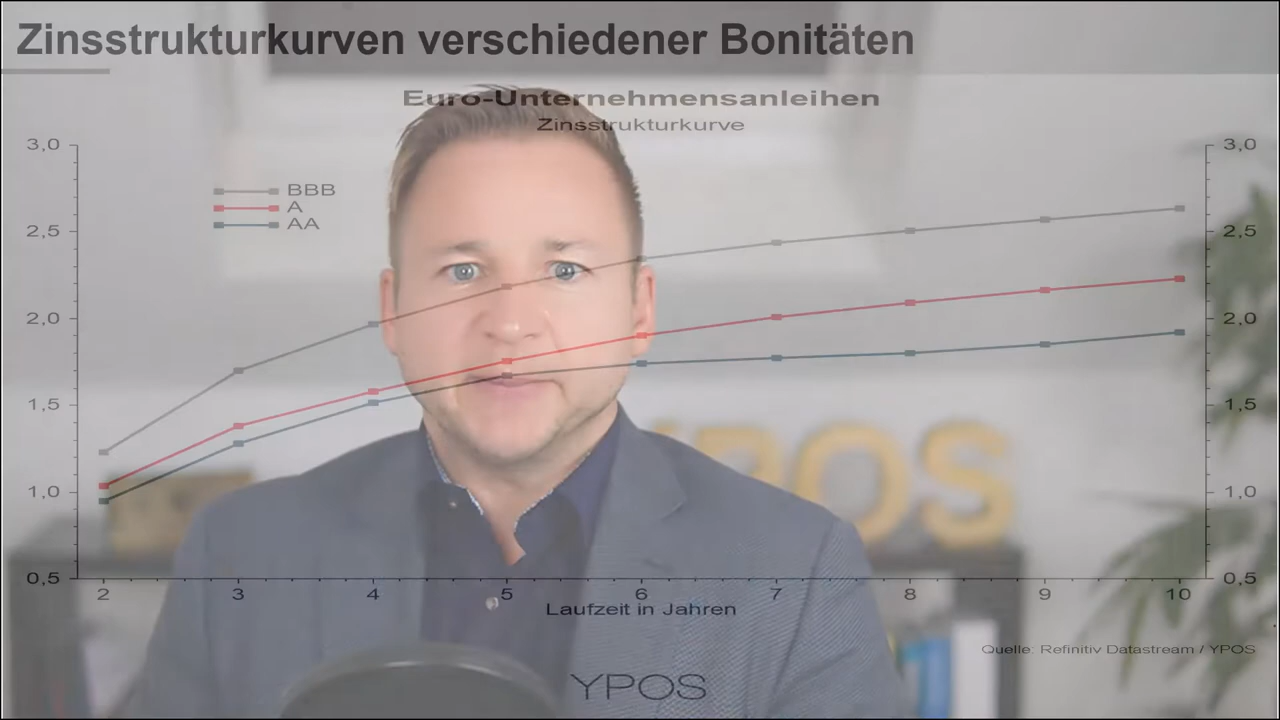 Zinsstrukturkurven verschiedener Bonitäten
Euro-Unternehmensanleihen
Zinsstrukturkurve
3,0 3,0
BBB
A
AA
2,5 2,5
2,0 2,0
1,5 1,5
1,0 1,0
YPOS
0,5 0,5
2 3 4 5 6 7 8 9 10
Laufzeit in Jahren
Quelle: Refinitiv Datastream / YPOS
YPOS